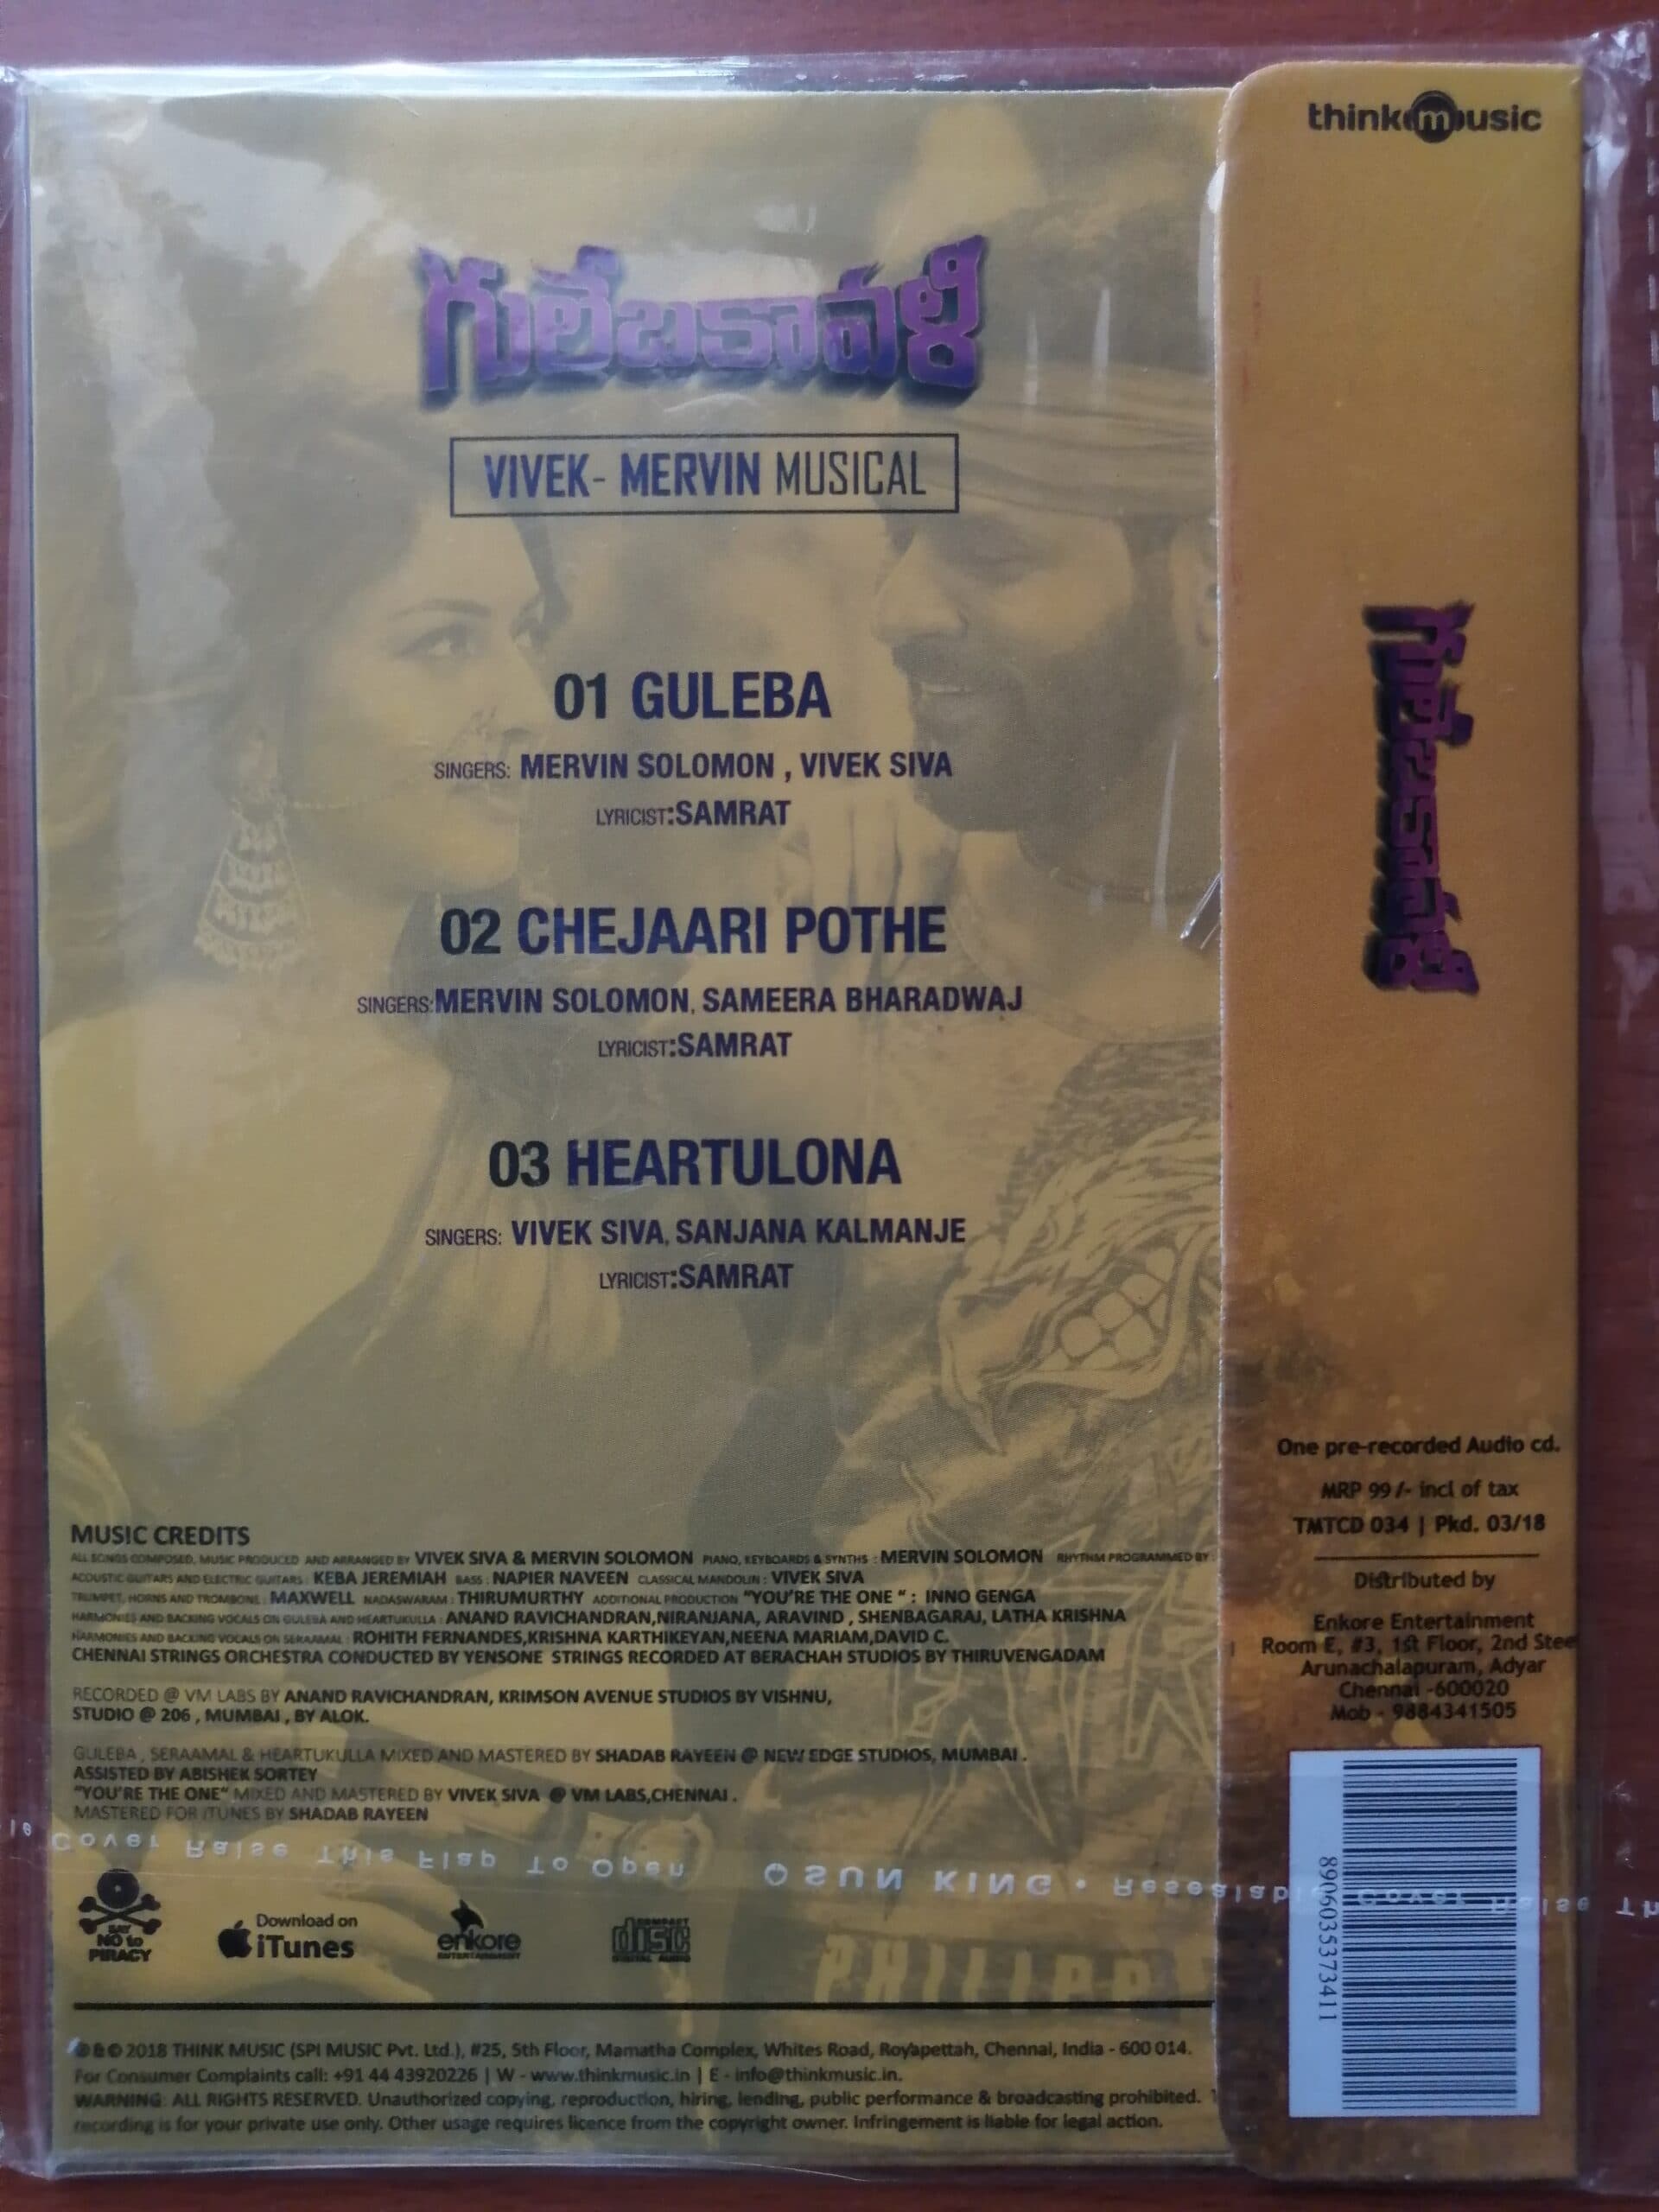 thinkmusic
గులేబకావళి
VIVEK- MERVIN MUSICAL
01 GULEBA
SINGERS: MERVIN SOLOMON , VIVEK SIVA
LYRICIST:SAMRAT
02 CHEJAARI POTHE
SINGERS:MERVIN SOLOMON, SAMEERA BHARADWAJ
LYRICIST:SAMRAT
03 HEARTULONA
SINGERS: VIVEK SIVA, SANJANA KALMANJE
LYRICIST:SAMRAT
MUSIC CREDITS
ALL SONGS COMPOSED, MUSIC PRODUCED AND ARRANGED BY VIVEK SIVA & MERVIN SOLOMON PIANO, KEYBOARDS & SYNTHS : MERVIN SOLOMON RHYTHM PROGRAMMED BY :
ACOUSTIC GUITARS AND ELECTRIC GUITARS : KEBA JEREMIAH BASS : NAPIER NAVEEN CLASSICAL MANDOLIN : VIVEK SIVA
TRUMPET, HORNS AND TROMBONE : MAXWELL NADASWARAM : THIRUMURTHY ADDITIONAL PRODUCTION "YOU'RE THE ONE " : INNO GENGA
HARMONIES AND BACKING VOCALS ON GULEBA AND HEARTUKULLA : ANAND RAVICHANDRAN,NIRANJANA, ARAVIND , SHENBAGARAJ, LATHA KRISHNA
HARMONIES AND BACKING VOCALS ON SERAAMAL : ROHITH FERNANDES,KRISHNA KARTHIKEYAN,NEENA MARIAM,DAVID C.
CHENNAI STRINGS ORCHESTRA CONDUCTED BY YENSONE STRINGS RECORDED AT BERACHAH STUDIOS BY THIRUVENGADAM
RECORDED @ VM LABS BY ANAND RAVICHANDRAN, KRIMSON AVENUE STUDIOS BY VISHNU,
STUDIO @ 206 , MUMBAI , BY ALOK.
GULEBA , SERAAMAL & HEARTUKULLA MIXED AND MASTERED BY SHADAB RAYEEN @ NEW EDGE STUDIOS, MUMBAI .
ASSISTED BY ABISHEK SORTEY
"YOU'RE THE ONE" MIXED AND MASTERED BY VIVEK SIVA @ VM LABS,CHENNAI .
MASTERED FOR ITUNES BY SHADAB RAYEEN
Cover Raise This Flap To Open SUN KING • Resealable Cover Raise Th
SAY
NO to
PIRACY
Download on
iTunes
enkore
ENTERTAINMENT
COMPACT
disc
DIGITAL AUDIO
PHILIPP
℗ & © 2018 THINK MUSIC (SPI MUSIC Pvt. Ltd.), #25, 5th Floor, Mamatha Complex, Whites Road, Royapettah, Chennai, India - 600 014.
For Consumer Complaints call: +91 44 43920226 | W - www.thinkmusic.in | E - info@thinkmusic.in.
WARNING: ALL RIGHTS RESERVED. Unauthorized copying, reproduction, hiring, lending, public performance & broadcasting prohibited.
recording is for your private use only. Other usage requires licence from the copyright owner. Infringement is liable for legal action.
గులేబకావళి
One pre-recorded Audio cd.
MRP 99 /- incl of tax
TMTCD 034 | Pkd. 03/18
Distributed by
Enkore Entertainment
Room E, #3, 1st Floor, 2nd Stee
Arunachalapuram, Adyar
Chennai -600020
Mob - 9884341505
8906035373411